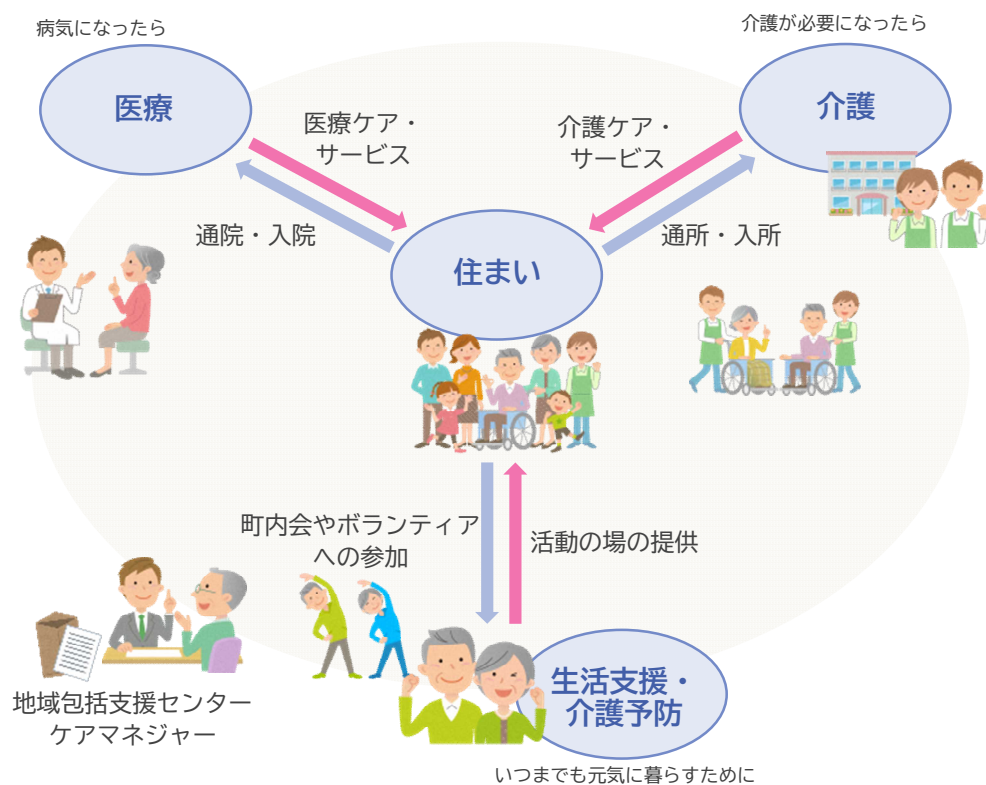 病気になったら
介護が必要になったら
医療
介護
医療ケア・
サービス
介護ケア・
サービス
通院・入院
通所・入所
住まい
町内会やボランティア
への参加
活動の場の提供
地域包括支援センター
ケアマネジャー
生活支援・
介護予防
いつまでも元気に暮らすために